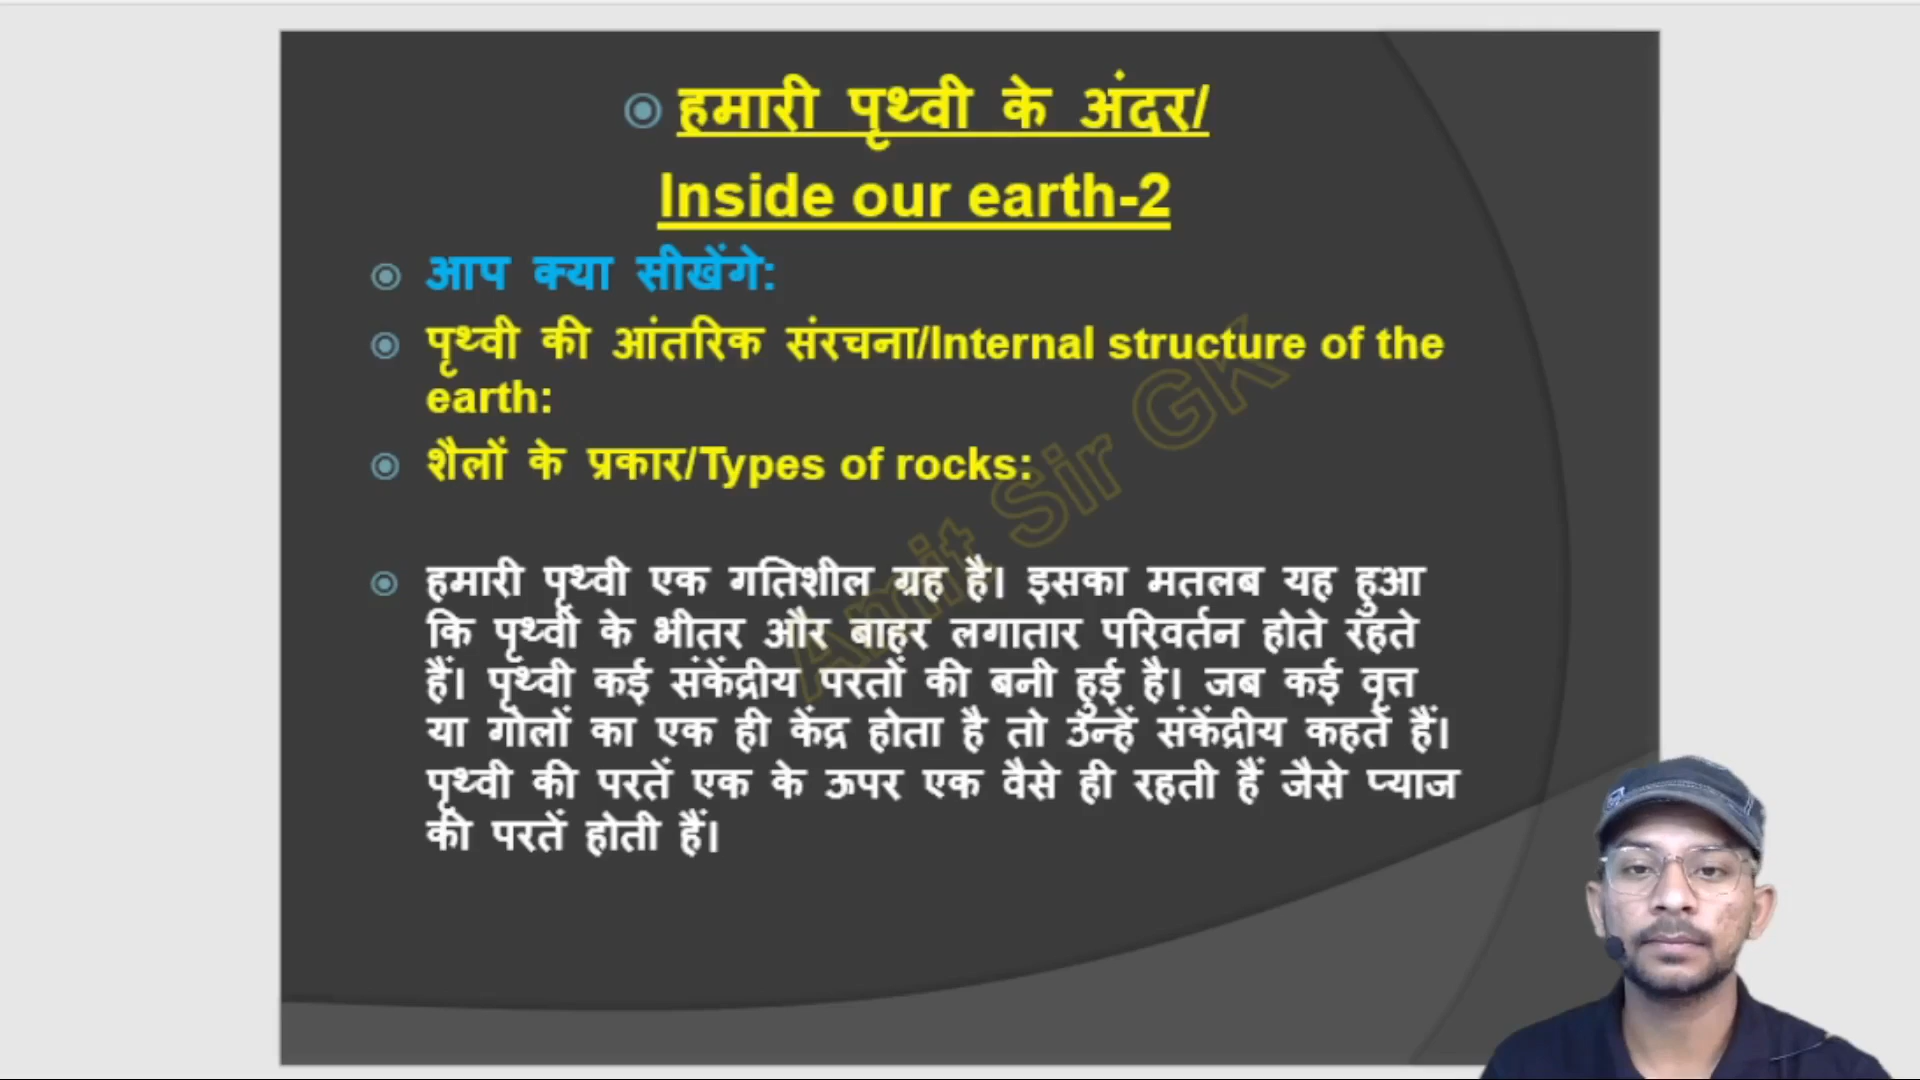 हमारी पृथ्वी के अंदर/
Inside our earth-2
आप क्या सीखेंगे:
पृथ्वी की आंतरिक संरचना/Internal structure of the
earth:
शैलों के प्रकार/Types of rocks:
हमारी पृथ्वी एक गतिशील ग्रह है। इसका मतलब यह हुआ
कि पृथ्वी के भीतर और बाहर लगातार परिवर्तन होते रहते
हैं। पृथ्वी कई संकेंद्रीय परतों की बनी हुई है। जब कई वृत्त
या गोलों का एक ही केंद्र होता है तो उन्हें संकेंद्रीय कहते हैं।
पृथ्वी की परतें एक के ऊपर एक वैसे ही रहती हैं जैसे प्याज
की परतें होती हैं।
Amit Sir GK